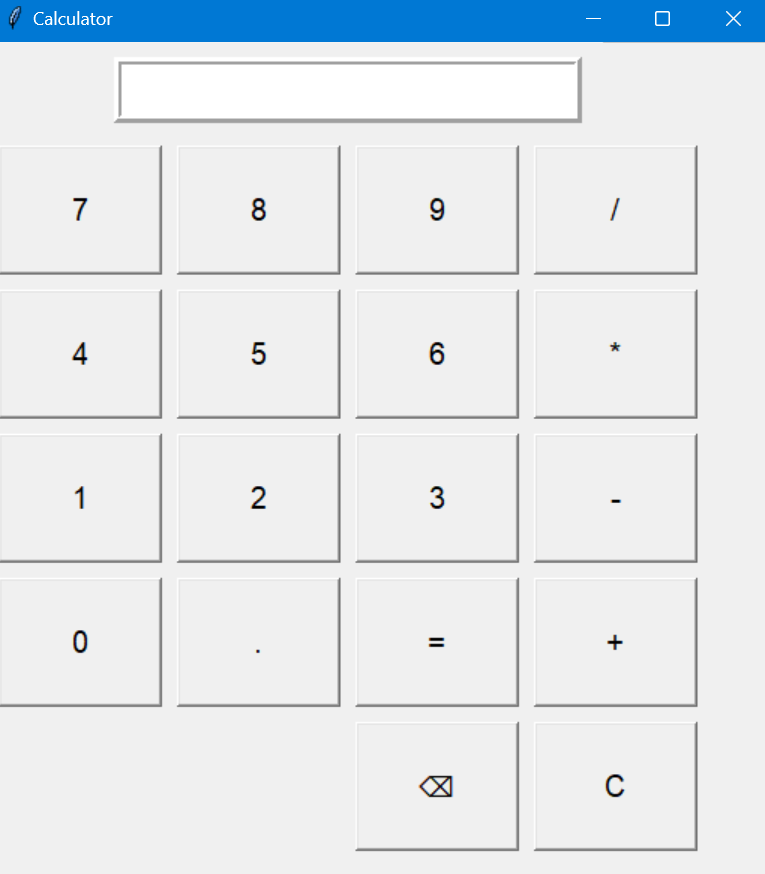 Calculator
7 8 9 /
4 5 6 *
1 2 3 -
0 . = +
⌫ C